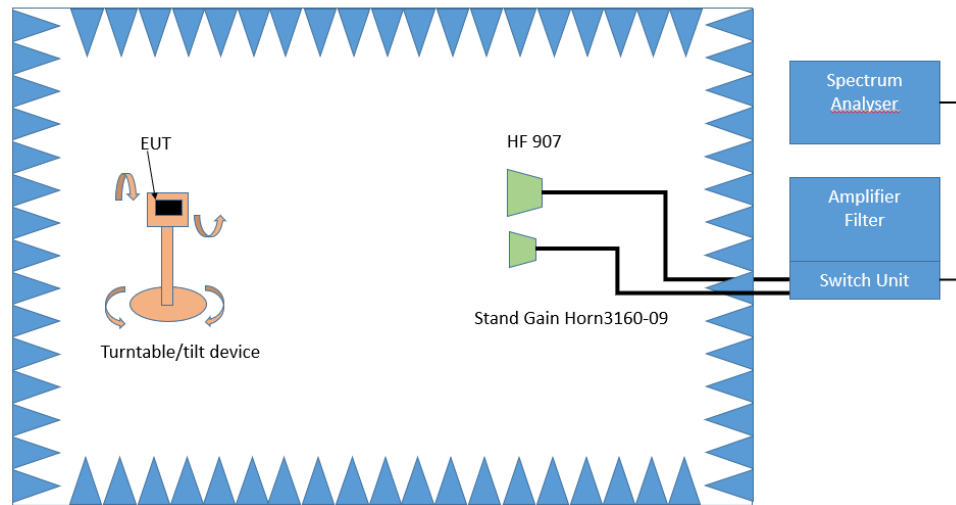 EUT
HF 907
Spectrum
Analyser
Amplifier
Filter
Switch Unit
Stand Gain Horn3160-09
Turntable/tilt device